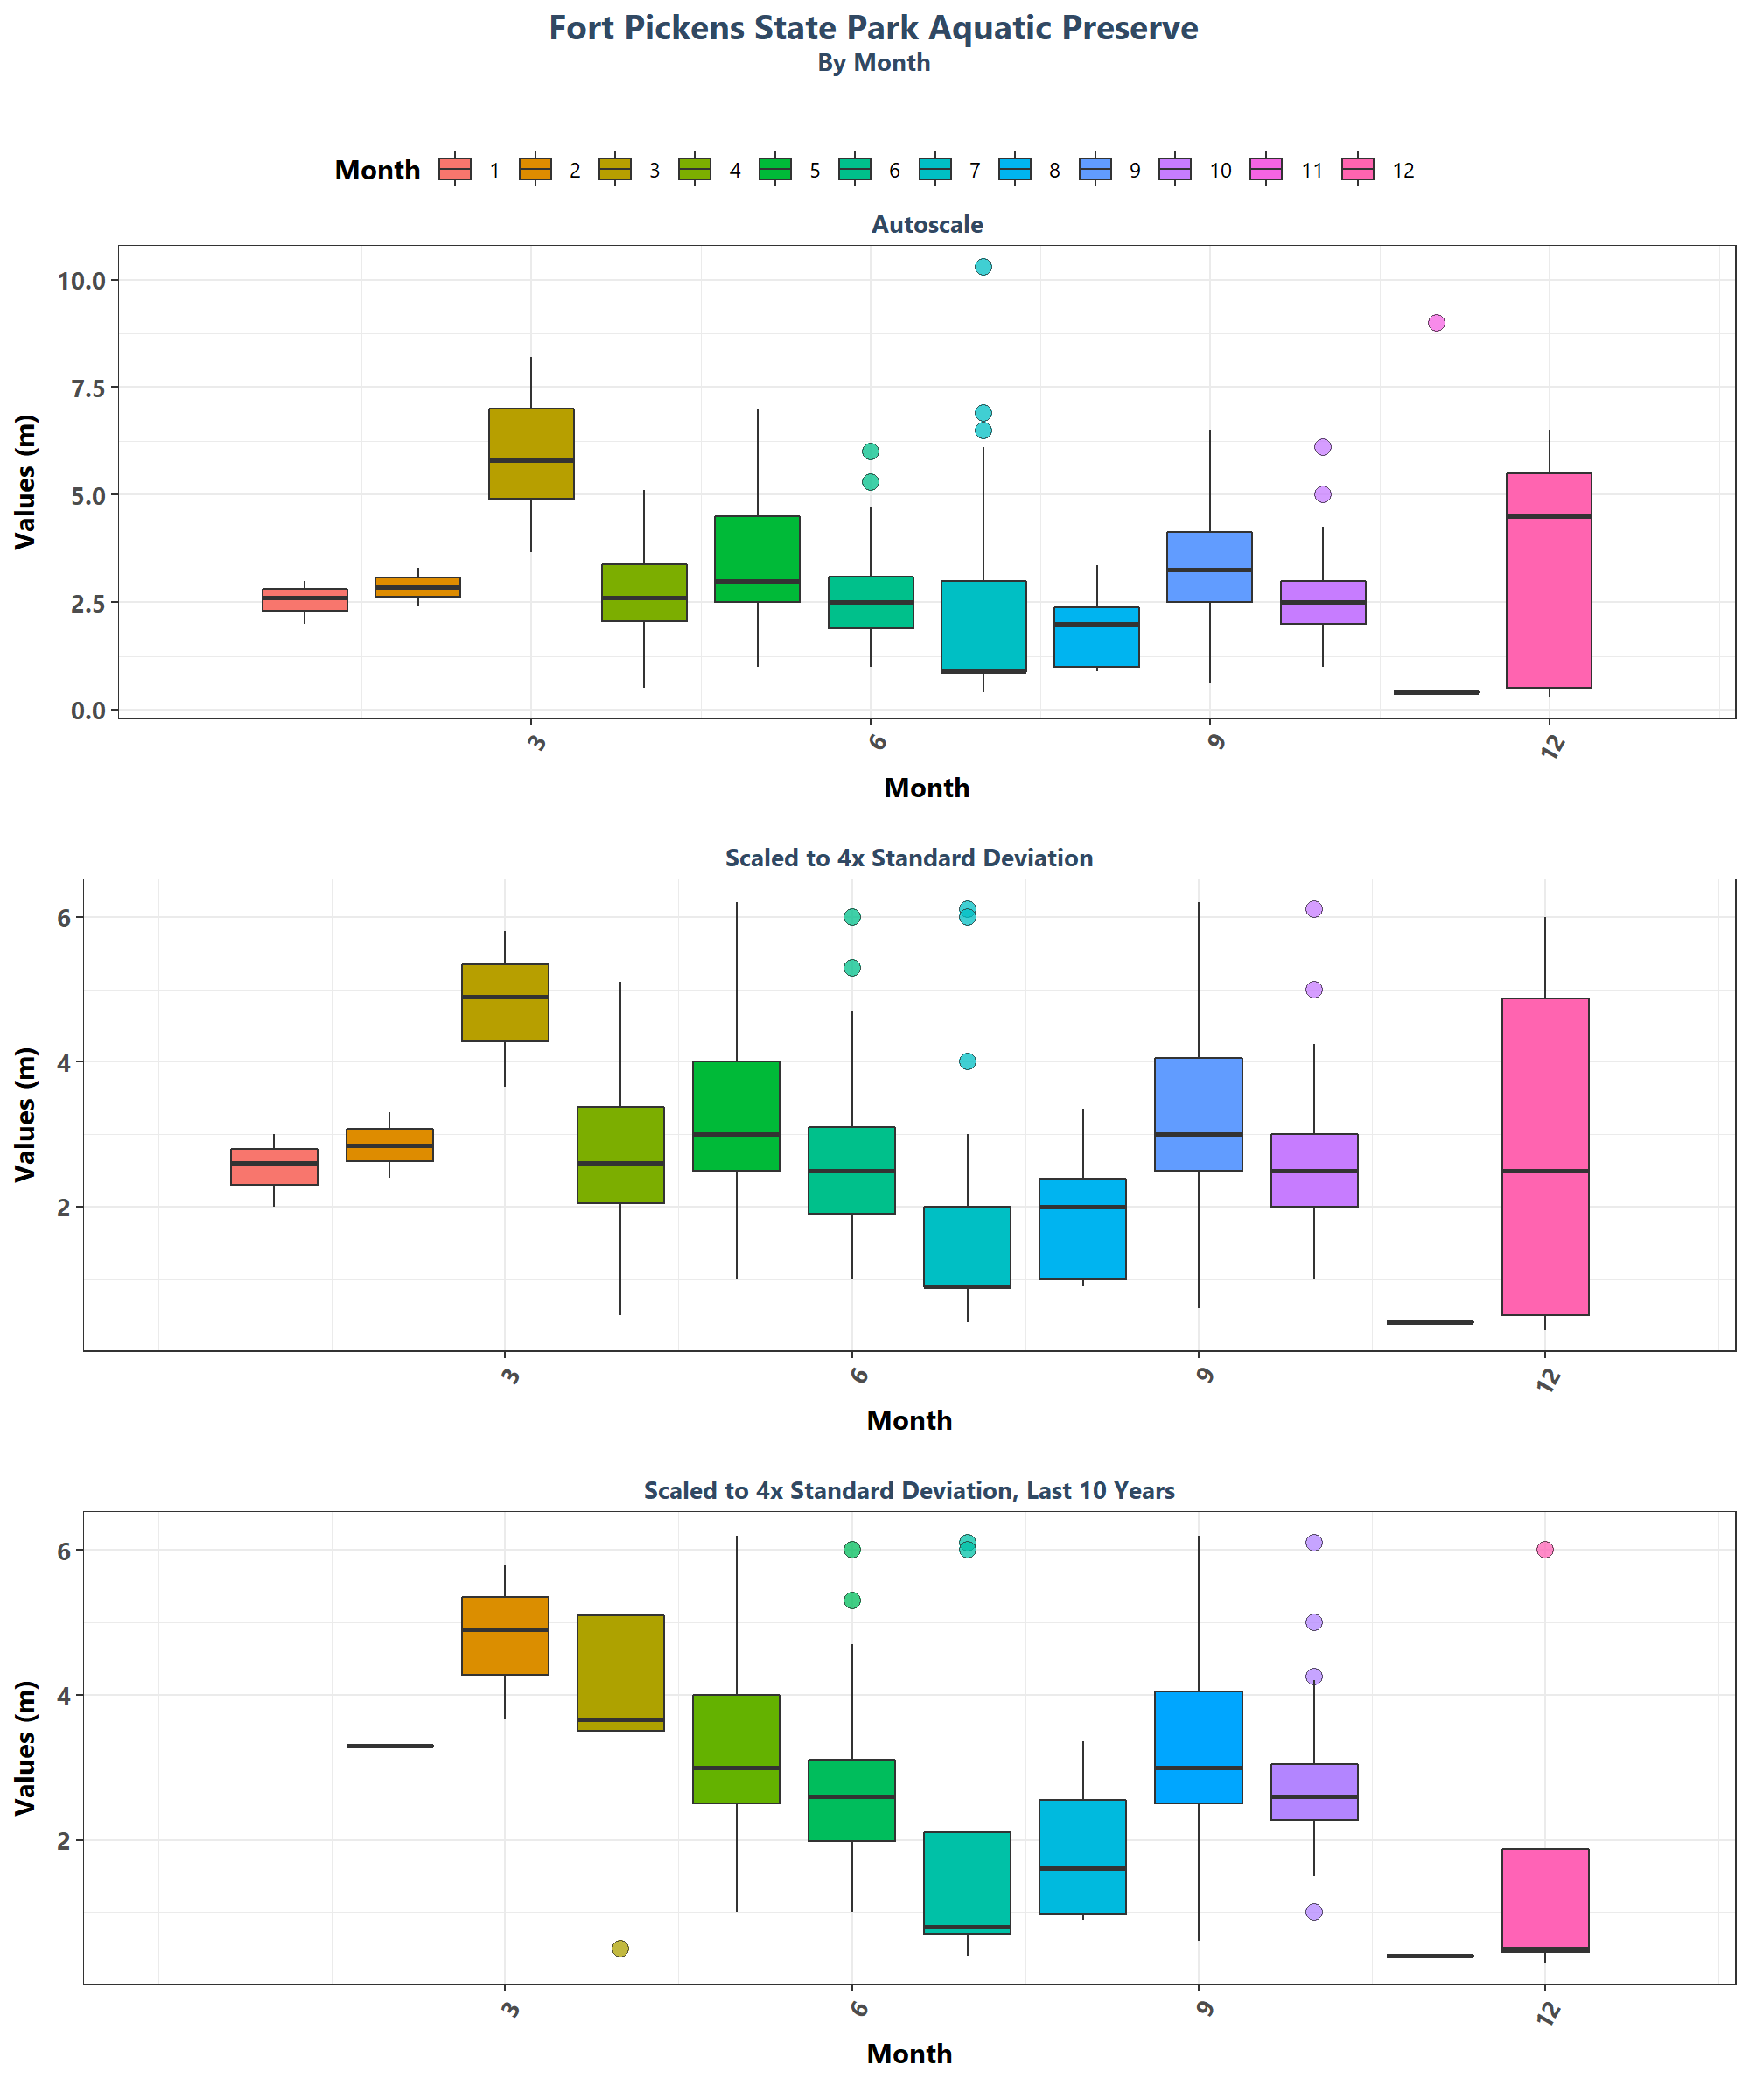 Fort Pickens State Park Aquatic Preserve
By Month
Month 1 2 3 4 5 6 7 8 9 10 11 12
Autoscale
Values (m)
10.0
7.5
5.0
2.5
0.0
3 6 9 12
Month
Scaled to 4x Standard Deviation
Values (m)
6
4
2
3 6 9 12
Month
Scaled to 4x Standard Deviation, Last 10 Years
Values (m)
6
4
2
3 6 9 12
Month